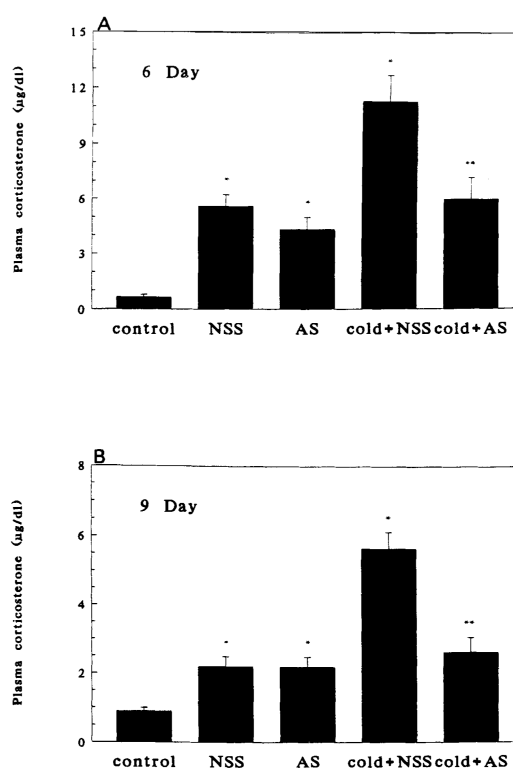 A
15
6 Day
12
9
6
3
0
Plasma corticosterone (µg/dl)
*
*
*
**
control NSS AS cold+NSS cold+AS
B
8
9 Day
6
4
2
0
Plasma corticosterone (µg/dl)
*
*
*
**
control NSS AS cold+NSS cold+AS